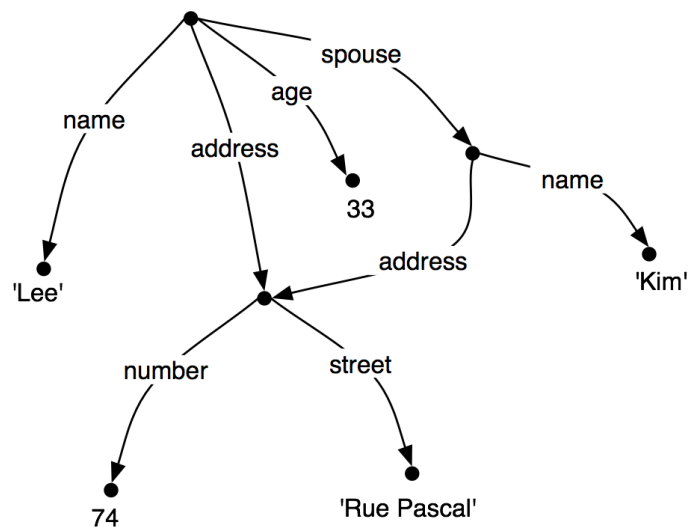 spouse
age
name
address
name
33
address
'Kim'
'Lee'
number
street
74
'Rue Pascal'